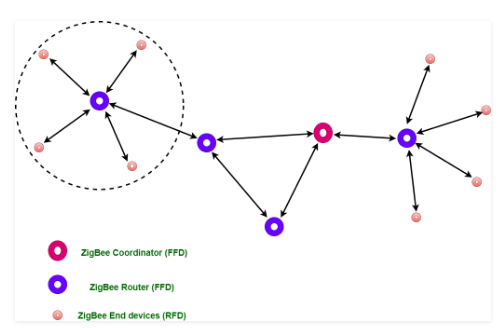 ZigBee Coordinator (FFD)
ZigBee Router (FFD)
ZigBee End devices (RFD)